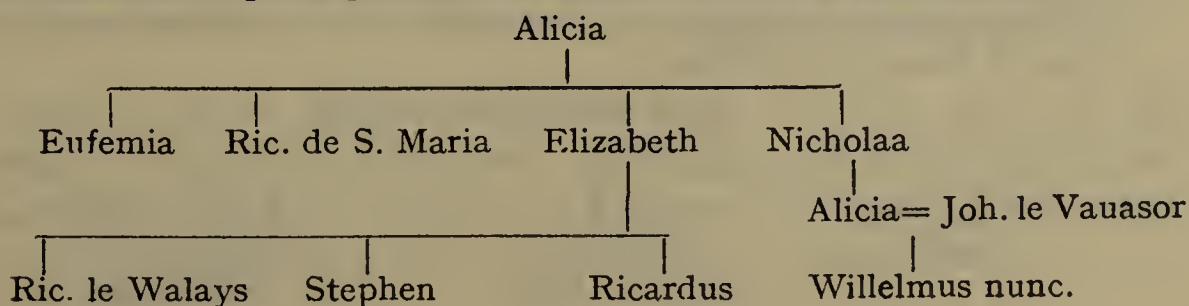 Alicia
Eufemia Ric. de S. Maria Elizabeth Nicholaa
Alicia= Joh. le Vauasor
Ric. le Walays Stephen Ricardus Willelmus nunc.